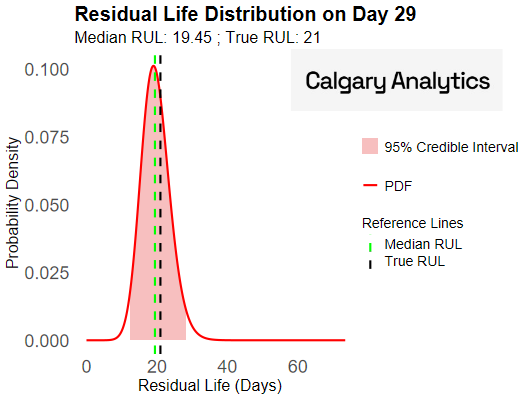 Residual Life Distribution on Day 29
Median RUL: 19.45 ; True RUL: 21
Calgary Analytics
0.100
0.075
0.050
0.025
0.000
Probability Density
0 20 40 60
Residual Life (Days)
95% Credible Interval
PDF
Reference Lines
Median RUL
True RUL